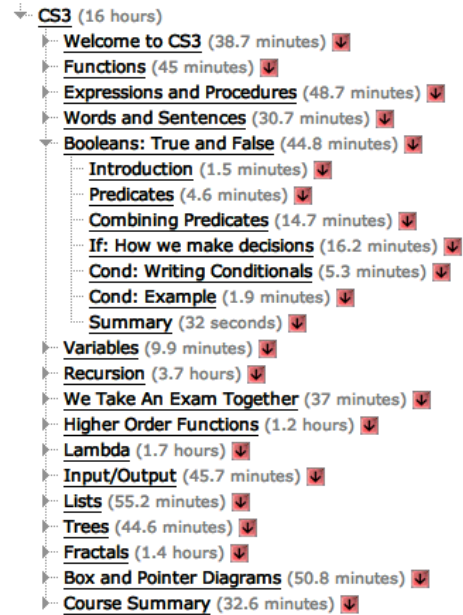 CS3 (16 hours)
Welcome to CS3 (38.7 minutes)
Functions (45 minutes)
Expressions and Procedures (48.7 minutes)
Words and Sentences (30.7 minutes)
Booleans: True and False (44.8 minutes)
Introduction (1.5 minutes)
Predicates (4.6 minutes)
Combining Predicates (14.7 minutes)
If: How we make decisions (16.2 minutes)
Cond: Writing Conditionals (5.3 minutes)
Cond: Example (1.9 minutes)
Summary (32 seconds)
Variables (9.9 minutes)
Recursion (3.7 hours)
We Take An Exam Together (37 minutes)
Higher Order Functions (1.2 hours)
Lambda (1.7 hours)
Input/Output (45.7 minutes)
Lists (55.2 minutes)
Trees (44.6 minutes)
Fractals (1.4 hours)
Box and Pointer Diagrams (50.8 minutes)
Course Summary (32.6 minutes)